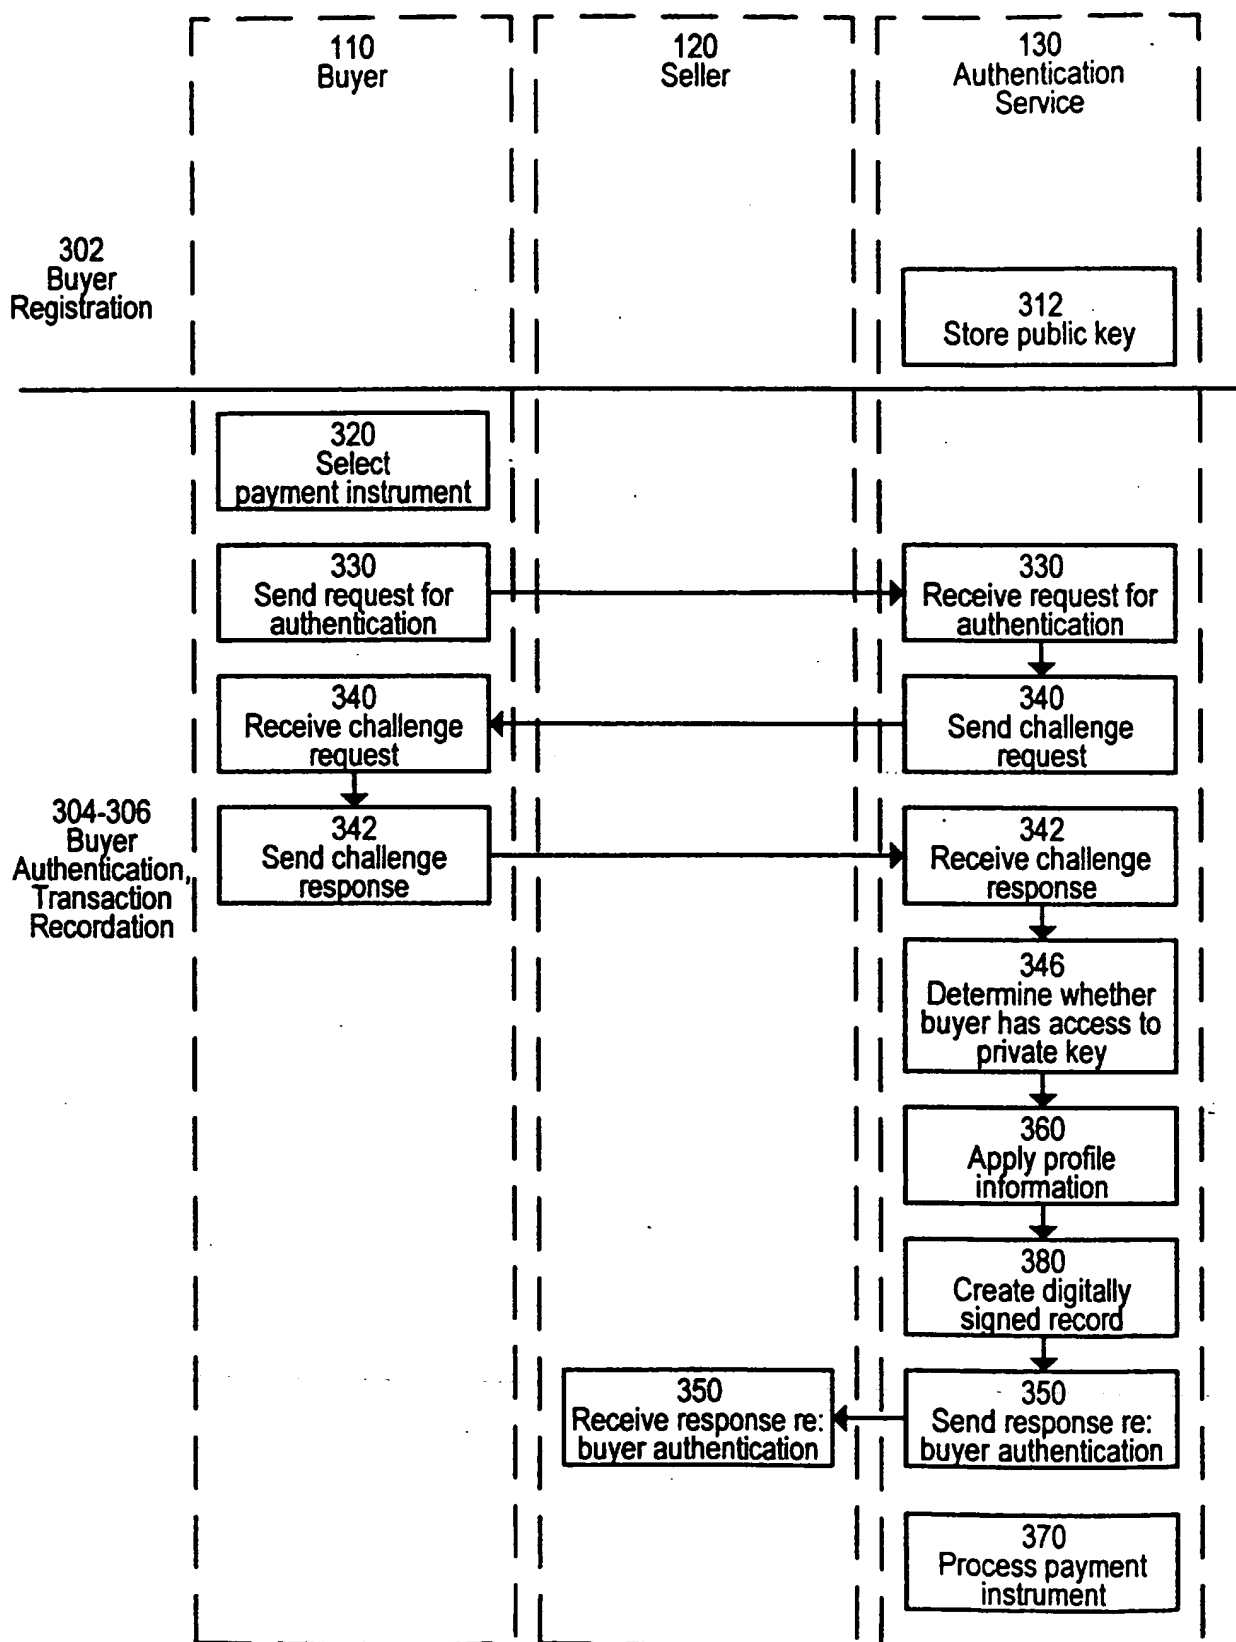 110
Buyer
120
Seller
130
Authentication
Service
302
Buyer
Registration
312
Store public key
320
Select
payment instrument
330
Send request for
authentication
330
Receive request for
authentication
340
Receive challenge
request
340
Send challenge
request
304-306
Buyer
Authentication,
Transaction
Recordation
342
Send challenge
response
342
Receive challenge
response
346
Determine whether
buyer has access to
private key
360
Apply profile
information
380
Create digitally
signed record
350
Receive response re:
buyer authentication
350
Send response re:
buyer authentication
370
Process payment
instrument